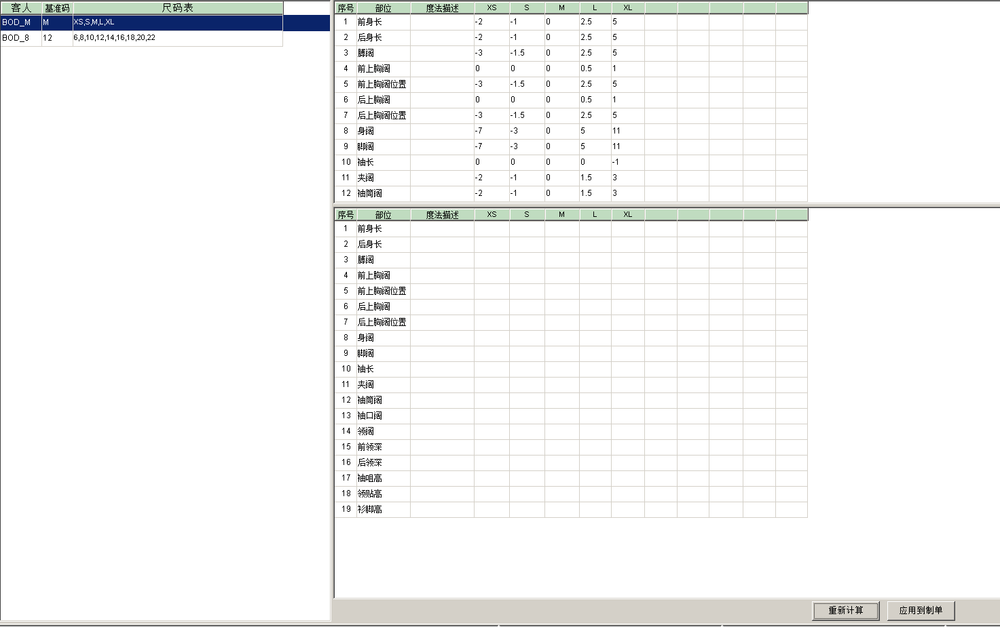 客人 基准码 尺码表
BOD_M M XS,S,M,L,XL
BOD_8 12 6,8,10,12,14,16,18,20,22
序号 部位 度法描述 XS S M L XL
1 前身长 -2 -1 0 2.5 5
2 后身长 -2 -1 0 2.5 5
3 膊阔 -3 -1.5 0 2.5 5
4 前上胸阔 0 0 0 0.5 1
5 前上胸阔位置 -3 -1.5 0 2.5 5
6 后上胸阔 0 0 0 0.5 1
7 后上胸阔位置 -3 -1.5 0 2.5 5
8 身阔 -7 -3 0 5 11
9 脚阔 -7 -3 0 5 11
10 袖长 0 0 0 0 -1
11 夹阔 -2 -1 0 1.5 3
12 袖筒阔 -2 -1 0 1.5 3
序号 部位 度法描述 XS S M L XL
1 前身长
2 后身长
3 膊阔
4 前上胸阔
5 前上胸阔位置
6 后上胸阔
7 后上胸阔位置
8 身阔
9 脚阔
10 袖长
11 夹阔
12 袖筒阔
13 袖口阔
14 领阔
15 前领深
16 后领深
17 袖咀高
18 领贴高
19 衫脚高
重新计算 应用到制单